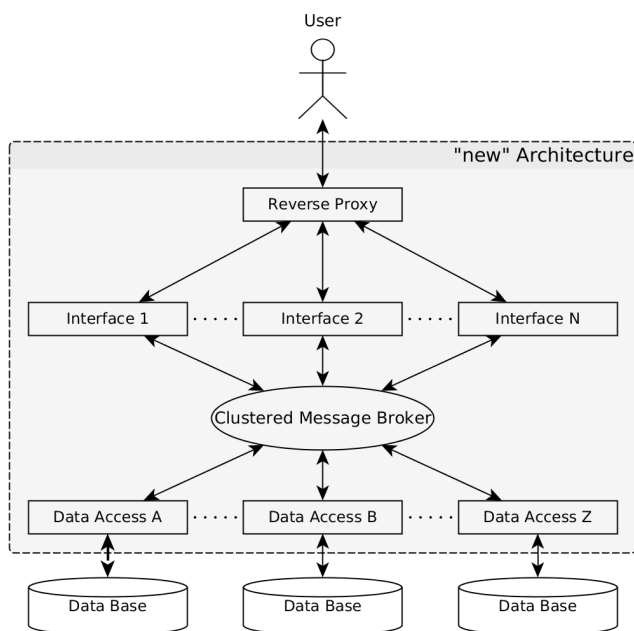 User
"new" Architecture
Reverse Proxy
Interface 1 ..... Interface 2 ..... Interface N
Clustered Message Broker
Data Access A ..... Data Access B ..... Data Access Z
Data Base Data Base Data Base